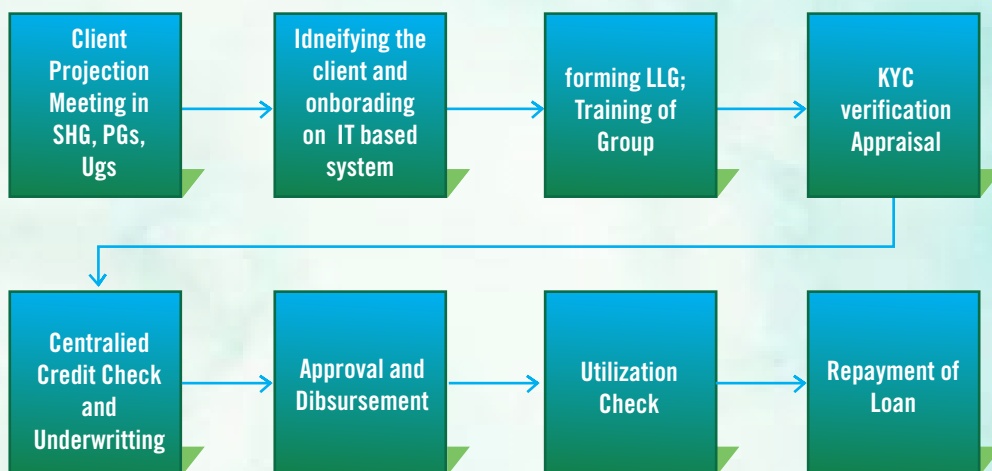 Client
Projection
Meeting in
SHG, PGs,
Ugs
Idneifying the
client and
onborading
on IT based
system
forming LLG;
Training of
Group
KYC
verification
Appraisal
Centralied
Credit Check
and
Underwritting
Approval and
Dibsursement
Utilization
Check
Repayment of
Loan